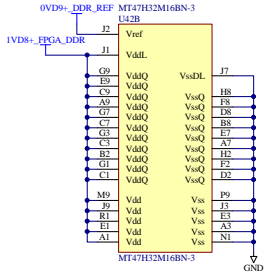 0VD9+_DDR_REF MT47H32M16BN-3
U42B
J2 Vref
1VD8+_FPGA_DDR
J1 VddL
G9 VddQ VssDL J7
E9 VddQ
C9 VddQ VssQ H8
A9 VddQ VssQ F8
G7 VddQ VssQ D8
C7 VddQ VssQ B8
G3 VddQ VssQ E7
C3 VddQ VssQ A7
B2 VddQ VssQ H2
G1 VddQ VssQ F2
C1 VddQ VssQ D2
M9 Vdd Vss P9
J9 Vdd Vss J3
R1 Vdd Vss E3
E1 Vdd Vss A3
A1 Vdd Vss N1
MT47H32M16BN-3
GND